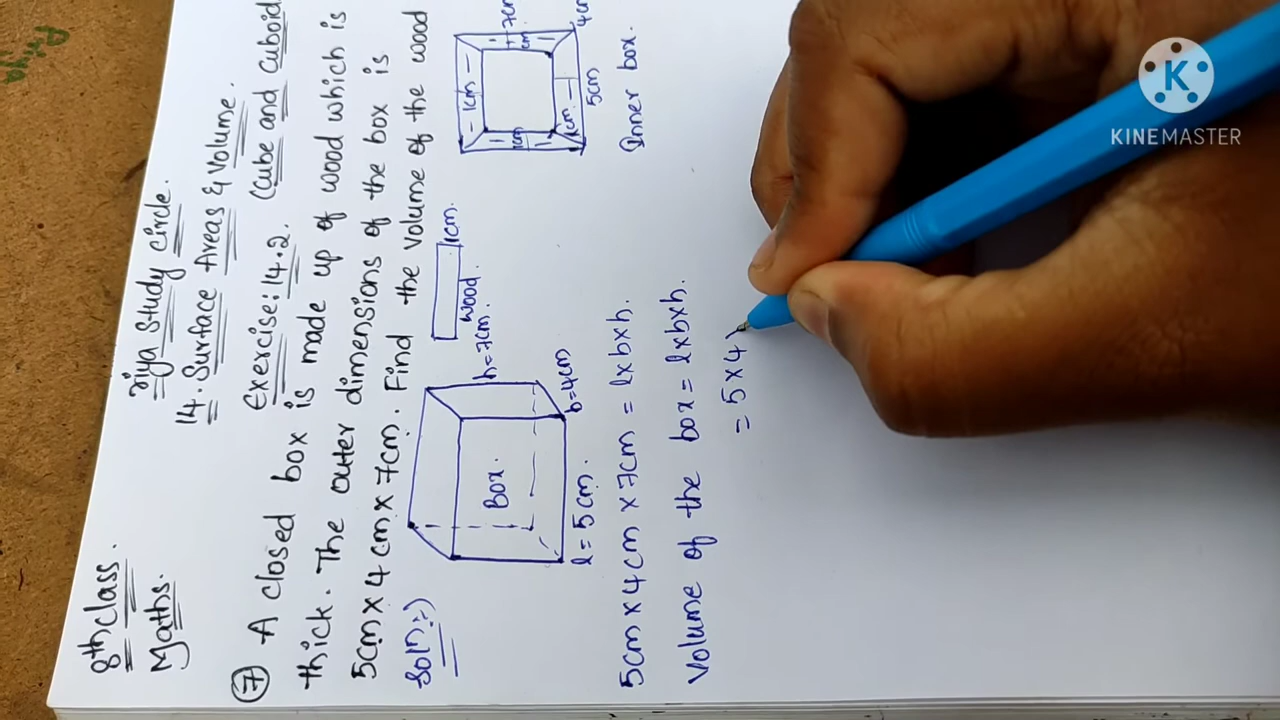 8th class.
Maths.
riya study circle.
14. Surface Areas & Volume.
Exercise: 14.2. (Cube and Cuboid
7 A closed box is made up of wood which is
thick. The outer dimensions of the box is
5cm x 4cm x 7cm. Find the volume of the wood
Soln:-)
Box.
h=7cm.
b=4cm
l=5cm.
wood.
1cm.
1cm
1cm
1cm
1cm
7cm
4cm
5cm
Inner box.
5cm x 4cm x 7cm = l x b x h.
Volume of the box = l x b x h.
= 5 x 4
KINEMASTER